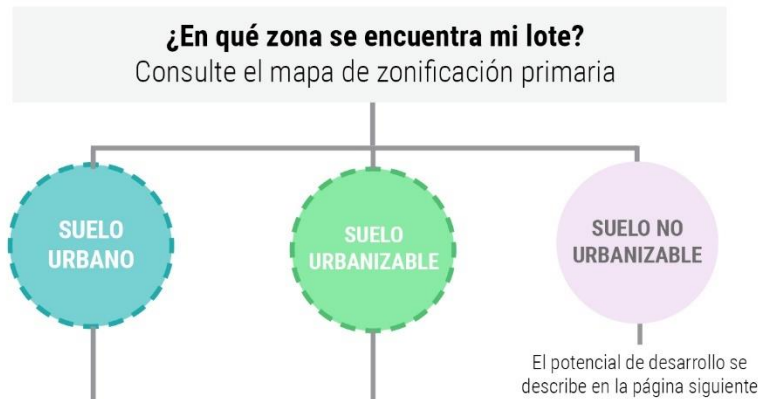 ¿En qué zona se encuentra mi lote?
Consulte el mapa de zonificación primaria
SUELO
URBANO
SUELO
URBANIZABLE
SUELO NO
URBANIZABLE
El potencial de desarrollo se
describe en la página siguiente